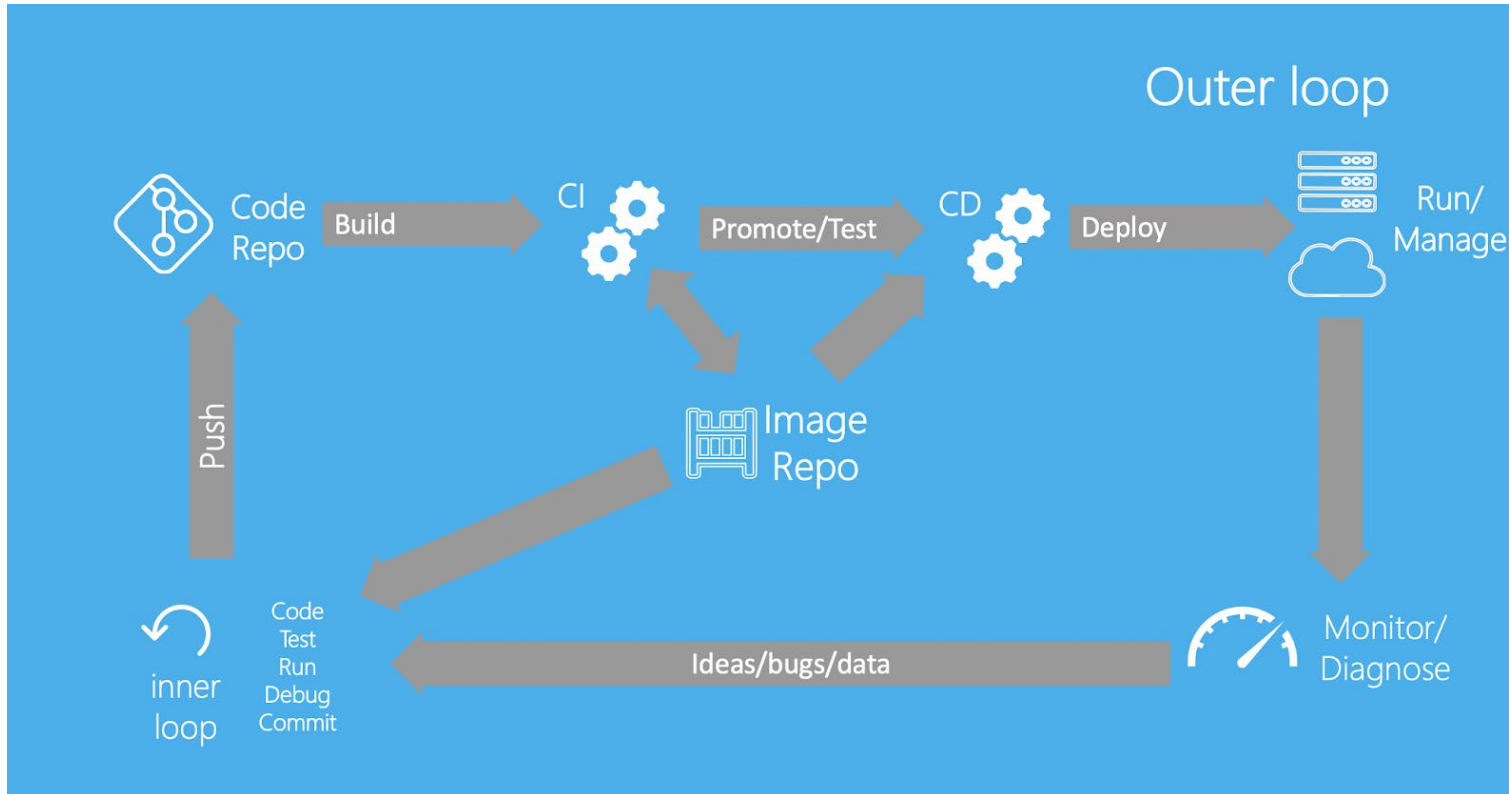 Outer loop
Code
Repo
Build
CI
Promote/Test
CD
Deploy
Run/
Manage
Push
Image
Repo
inner
loop
Code
Test
Run
Debug
Commit
Ideas/bugs/data
Monitor/
Diagnose